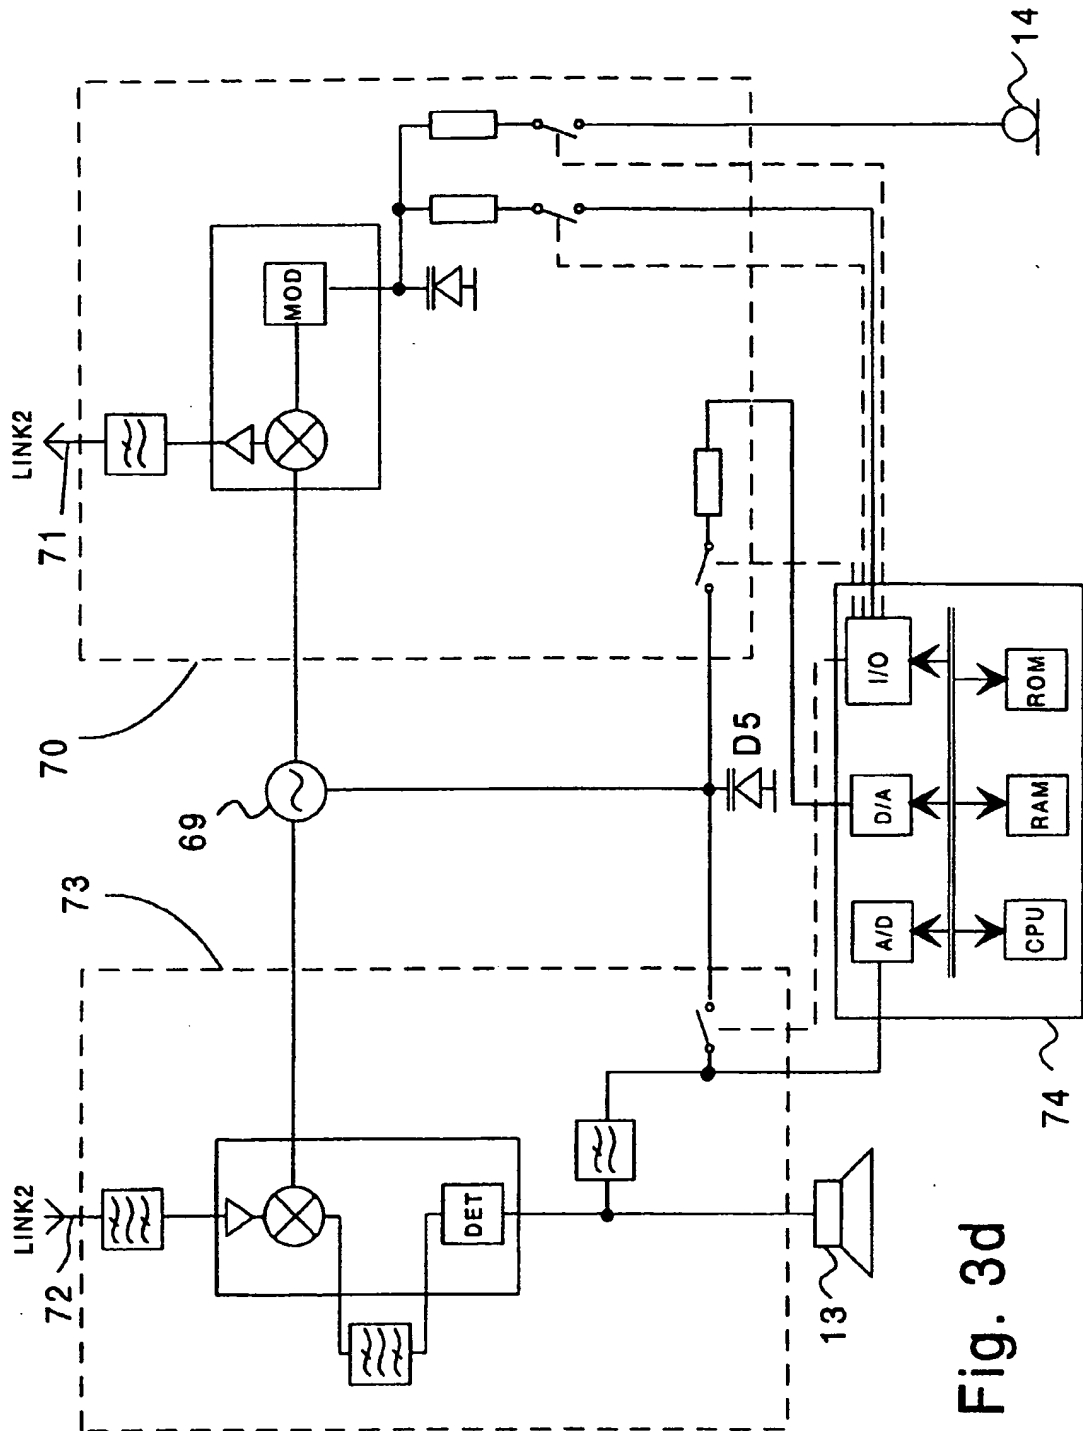 LINK2
72
73
69
70
71
LINK2
DET
MOD
14
13
D5
A/D
D/A
I/O
CPU
RAM
ROM
74
Fig. 3d